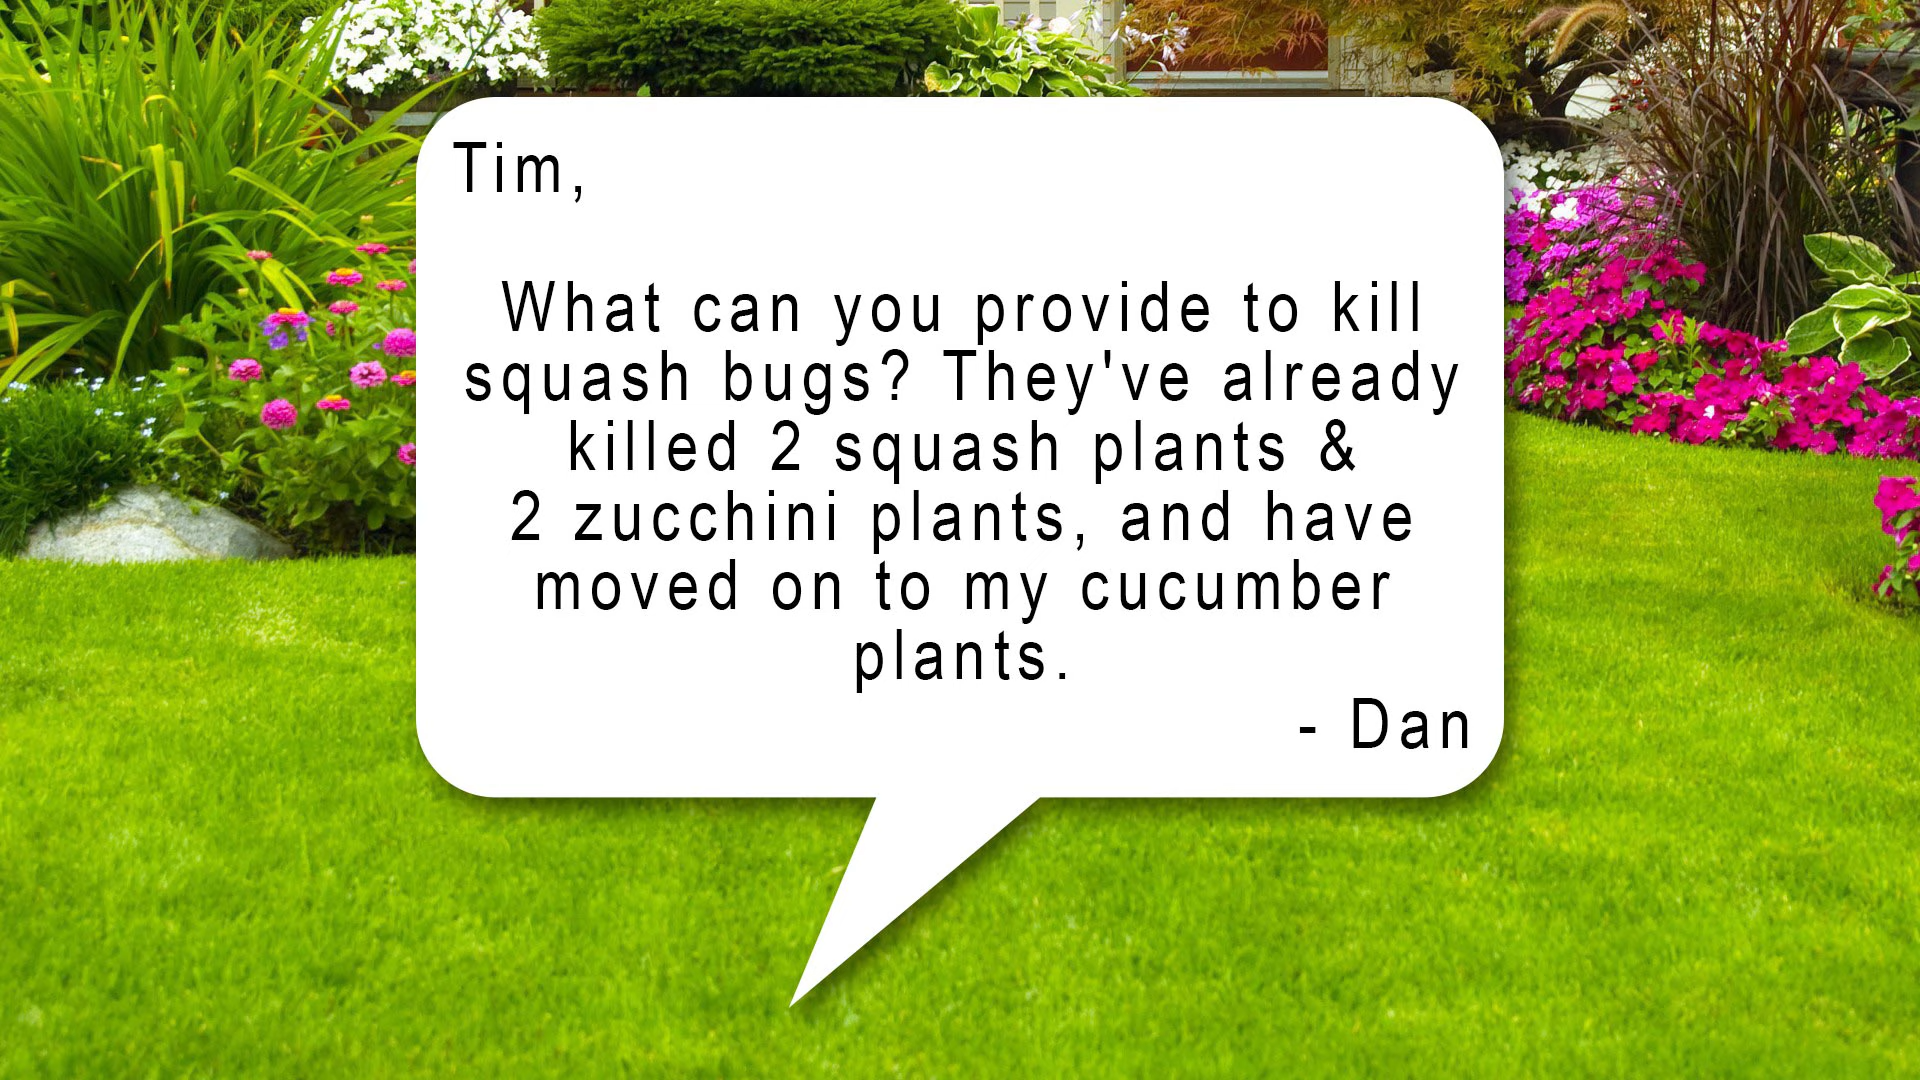 Tim,
What can you provide to kill
squash bugs? They've already
killed 2 squash plants &
2 zucchini plants, and have
moved on to my cucumber
plants.
- Dan